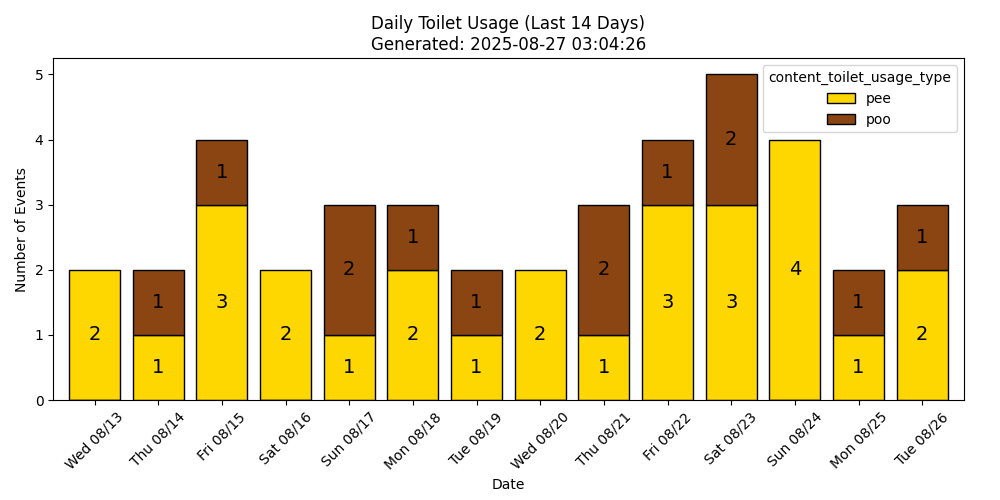 Daily Toilet Usage (Last 14 Days)
Generated: 2025-08-27 03:04:26
content_toilet_usage_type
pee
poo
Number of Events
5
4
3
2
1
0
2
1
1
3
1
2
1
2
2
1
1
1
2
1
2
3
1
3
2
4
1
1
2
1
Wed 08/13
Thu 08/14
Fri 08/15
Sat 08/16
Sun 08/17
Mon 08/18
Tue 08/19
Wed 08/20
Thu 08/21
Fri 08/22
Sat 08/23
Sun 08/24
Mon 08/25
Tue 08/26
Date